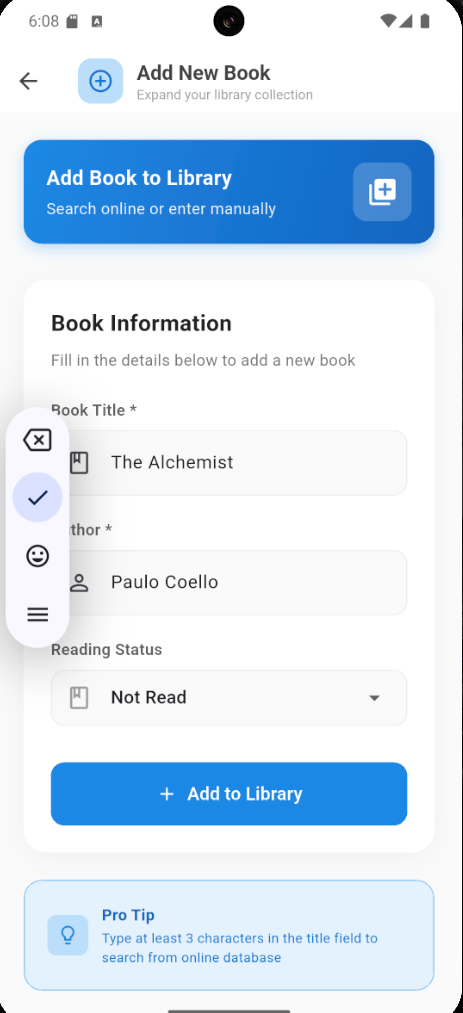 6:08
Add New Book
Expand your library collection
Add Book to Library
Search online or enter manually
Book Information
Fill in the details below to add a new book
Book Title *
The Alchemist
thor *
Paulo Coello
Reading Status
Not Read
+ Add to Library
Pro Tip
Type at least 3 characters in the title field to
search from online database